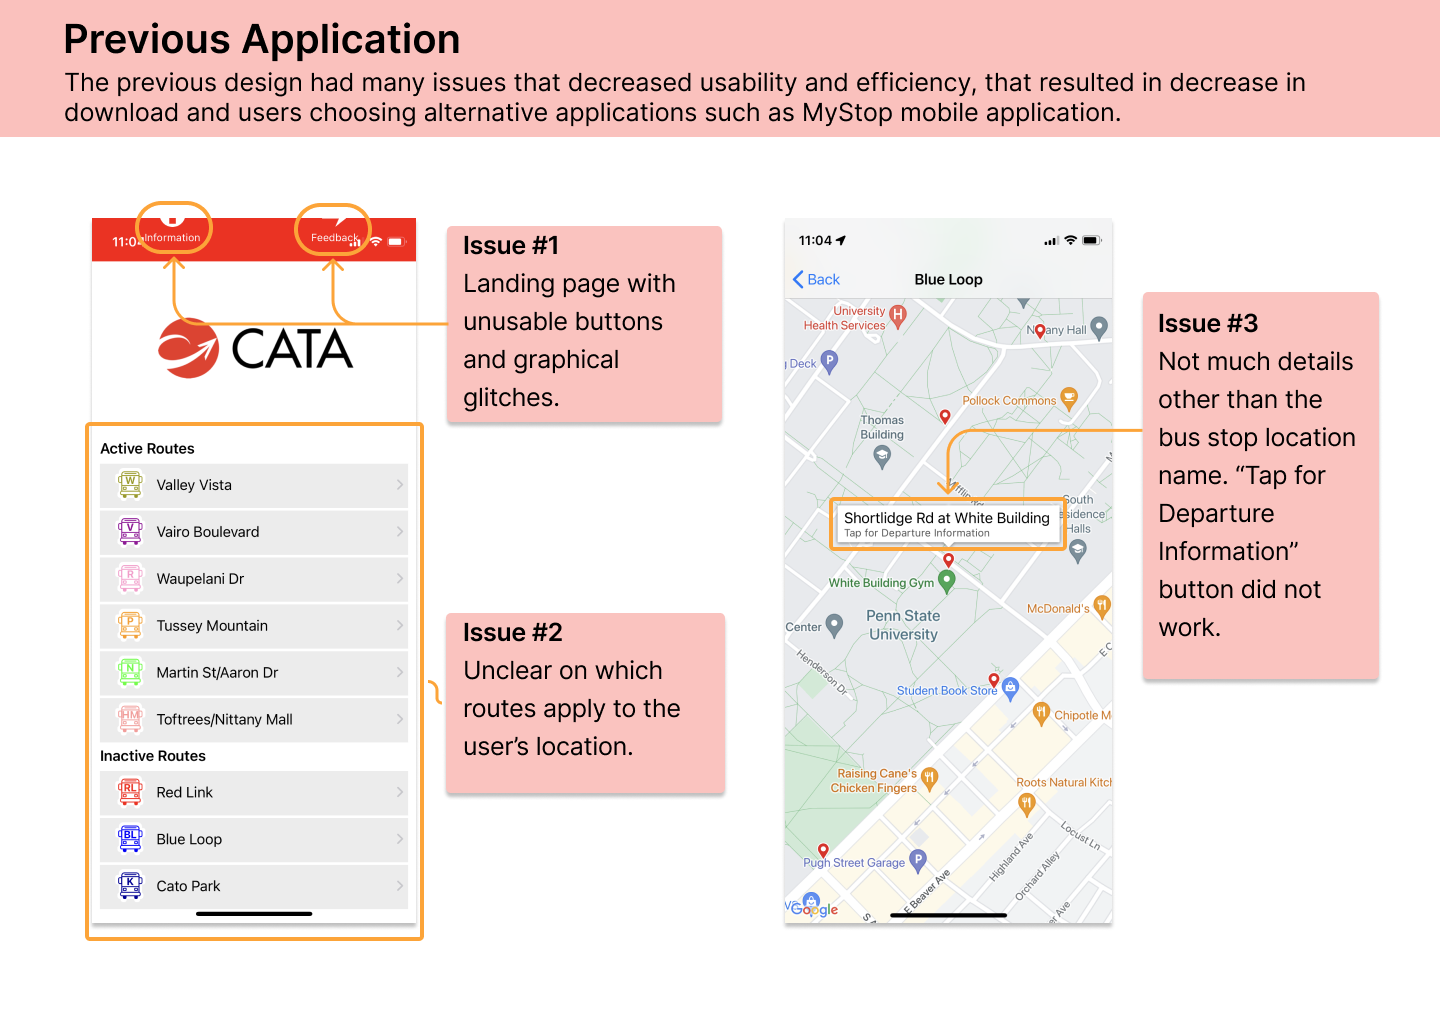 Previous Application
The previous design had many issues that decreased usability and efficiency, that resulted in decrease in
download and users choosing alternative applications such as MyStop mobile application.
Information
Feedback
11:04
CATA
Active Routes
W
Valley Vista
V
Vairo Boulevard
R
Waupelani Dr
P
Tussey Mountain
N
Martin St/Aaron Dr
HM
Toftrees/Nittany Mall
Inactive Routes
RL
Red Link
BL
Blue Loop
K
Cato Park
Issue #1
Landing page with
unusable buttons
and graphical
glitches.
Issue #2
Unclear on which
routes apply to the
user’s location.
11:04
Back
Blue Loop
University
Health Services
H
Deck
P
Pollock Commons
Thomas
Building
Mifflin
South
Halls
Shortlidge Rd at White Building
Tap for Departure Information
White Building Gym
McDonald's
Penn State
University
Center
Henderson Dr
E C
Student Book Store
Chipotle M
Raising Cane's
Chicken Fingers
Roots Natural Kitch
Locust Ln
Pugh Street Garage
P
Highland Ave
Orchard Alley
E Beaver Ave
er Ave
S A
Google
Issue #3
Not much details
other than the
bus stop location
name. “Tap for
Departure
Information”
button did not
work.